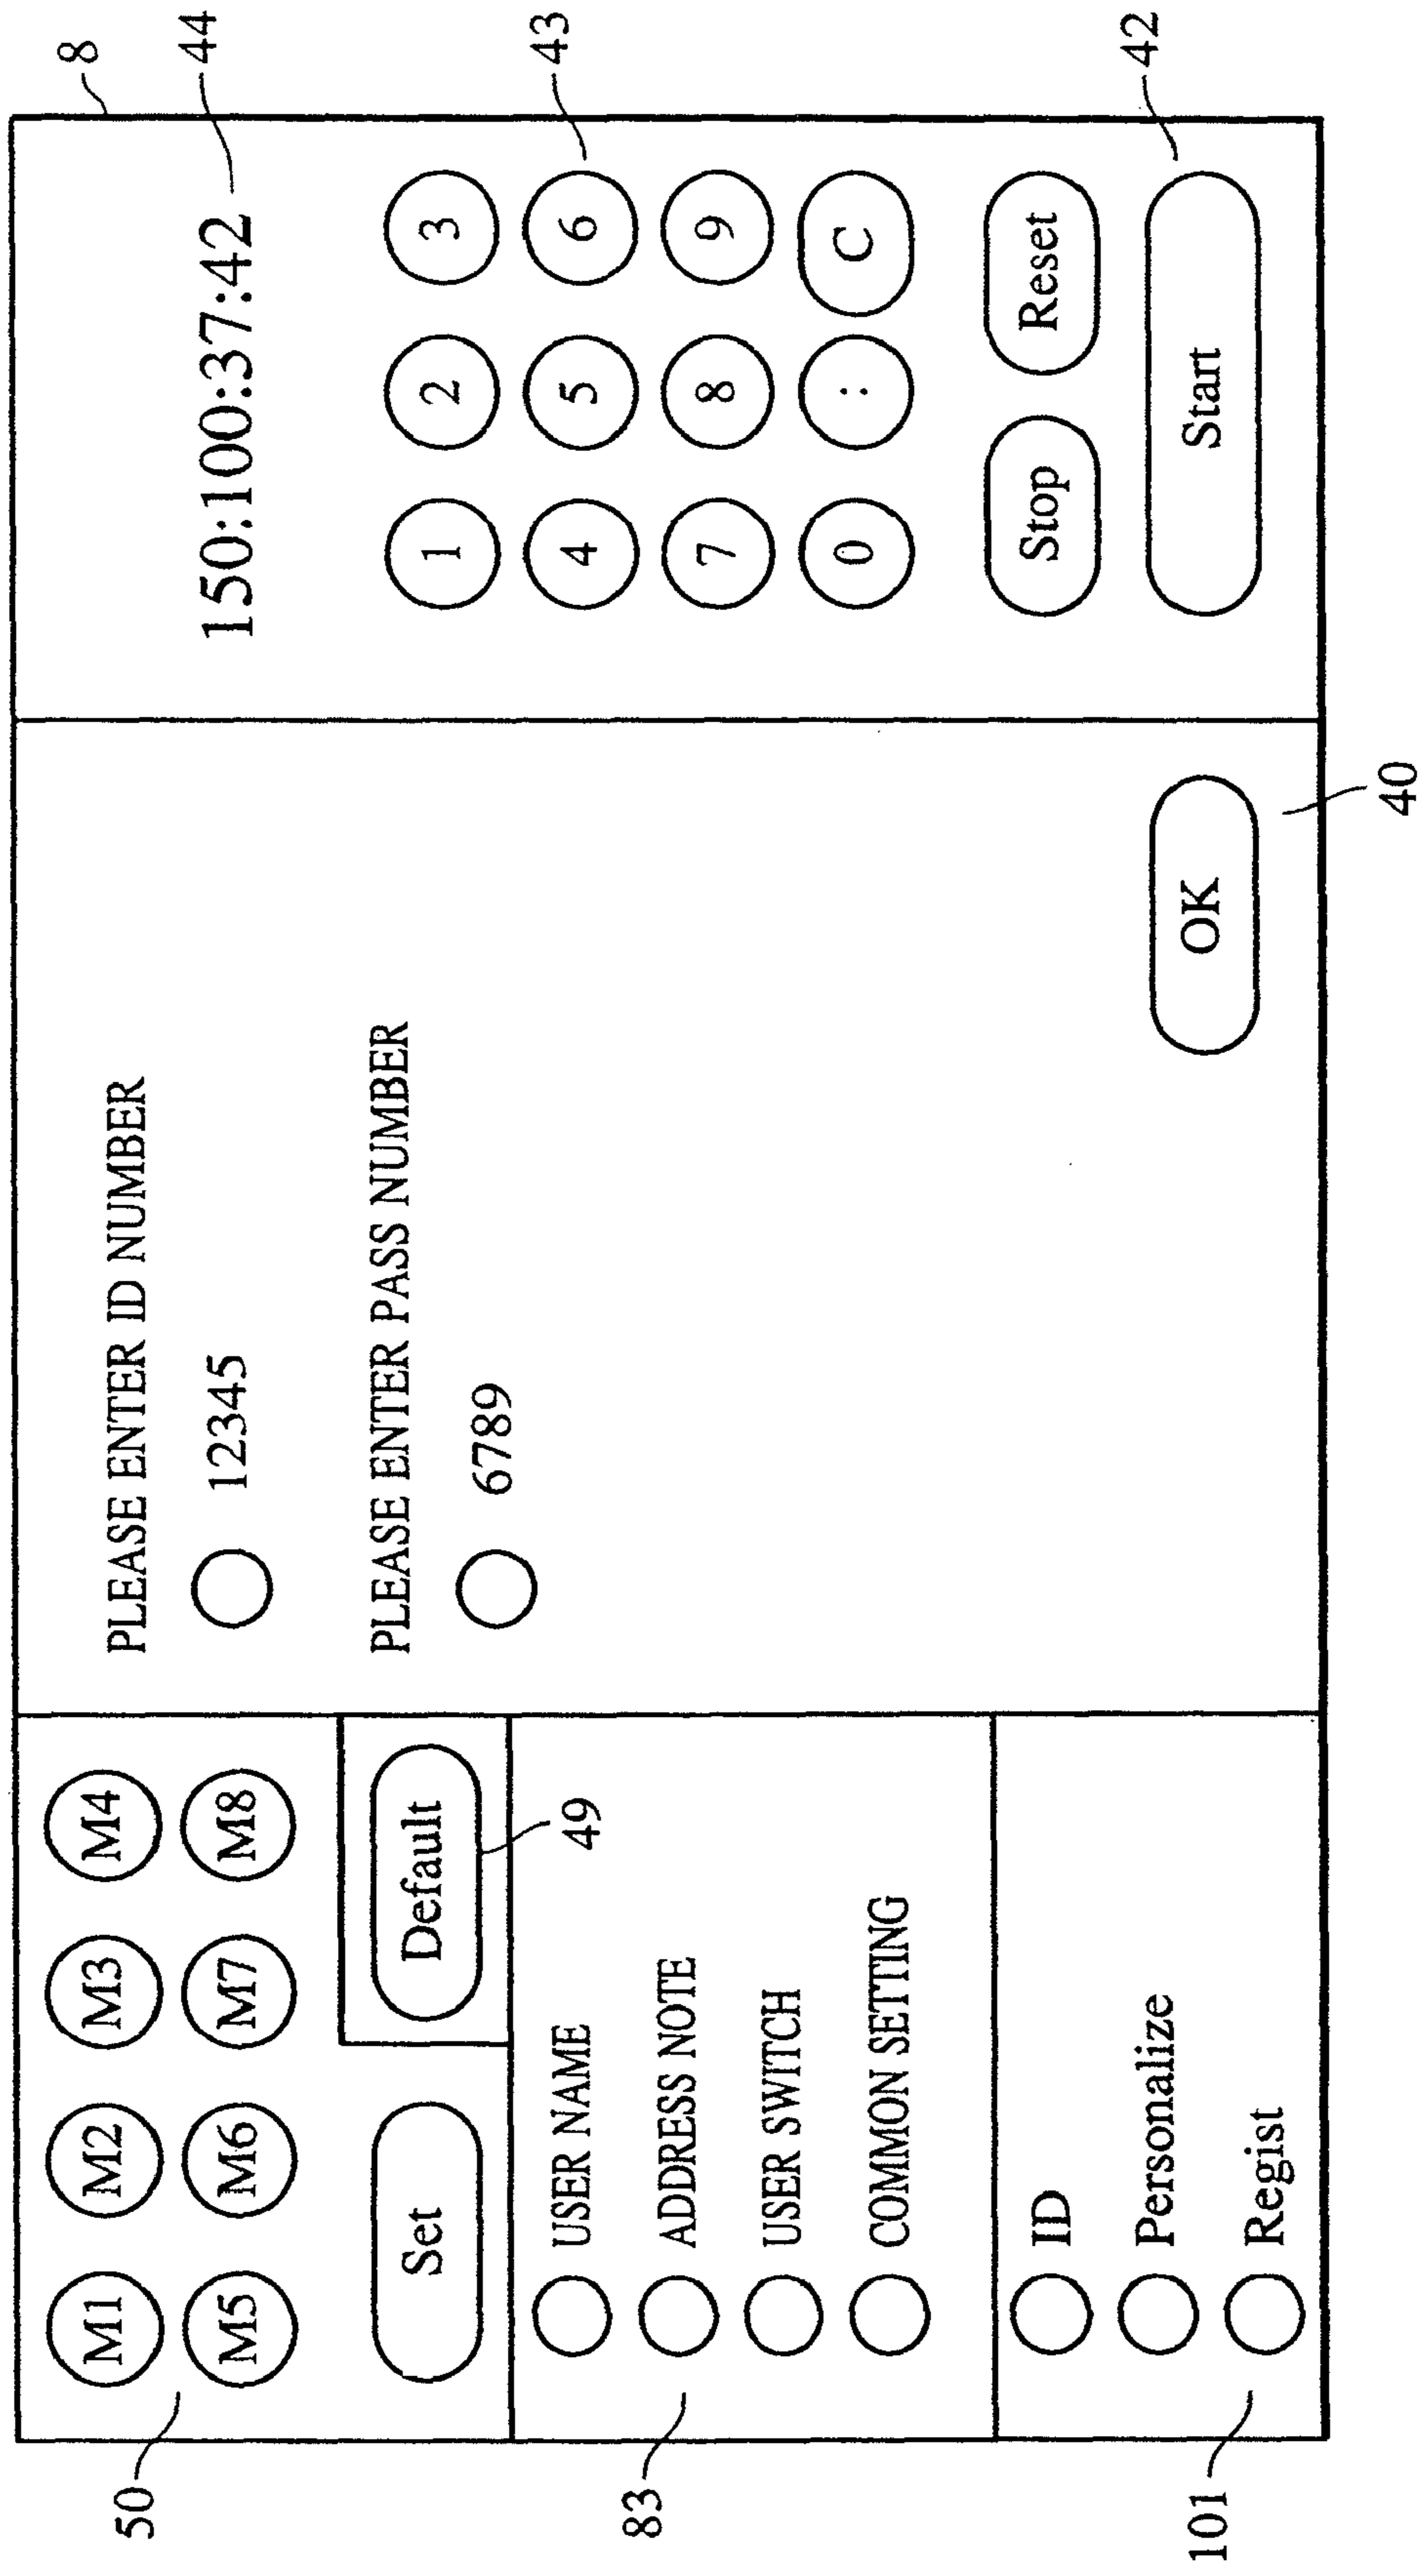 8
44
43
42
40
50
83
101
49
M1 M2 M3 M4
M5 M6 M7 M8
Set Default
USER NAME
ADDRESS NOTE
USER SWITCH
COMMON SETTING
ID
Personalize
Regist
PLEASE ENTER ID NUMBER
12345
PLEASE ENTER PASS NUMBER
6789
OK
150:100:37:42
1 2 3
4 5 6
7 8 9
0 : C
Stop Reset
Start